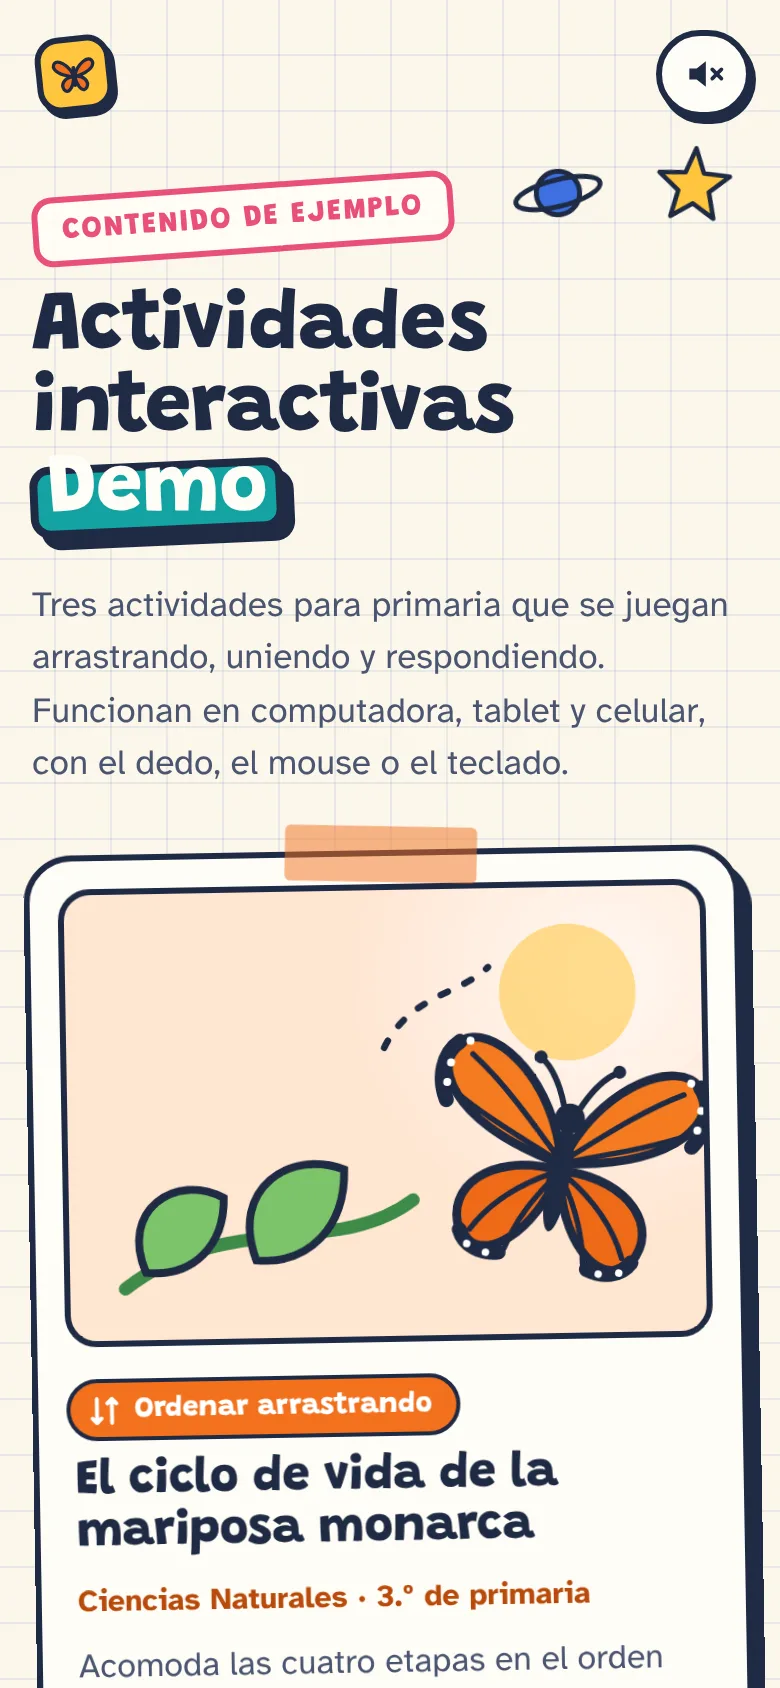 CONTENIDO DE EJEMPLO
Actividades
interactivas
Demo
Tres actividades para primaria que se juegan
arrastrando, uniendo y respondiendo.
Funcionan en computadora, tablet y celular,
con el dedo, el mouse o el teclado.
Ordenar arrastrando
El ciclo de vida de la
mariposa monarca
Ciencias Naturales · 3.º de primaria
Acomoda las cuatro etapas en el orden